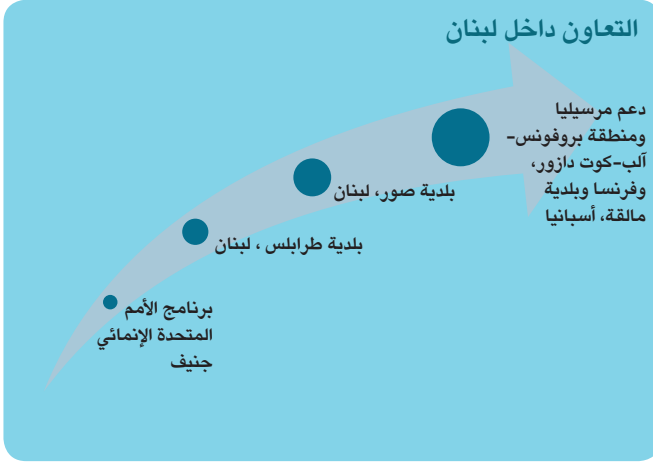 التعاون داخل لبنان
دعم مرسيليا
ومنطقة بروفونس-
آلب-كوت دازور،
وفرنسا وبلدية
مالقة، أسبانيا
بلدية صور، لبنان
بلدية طرابلس ، لبنان
برنامج الأمم
المتحدة الإنمائي
جنيف